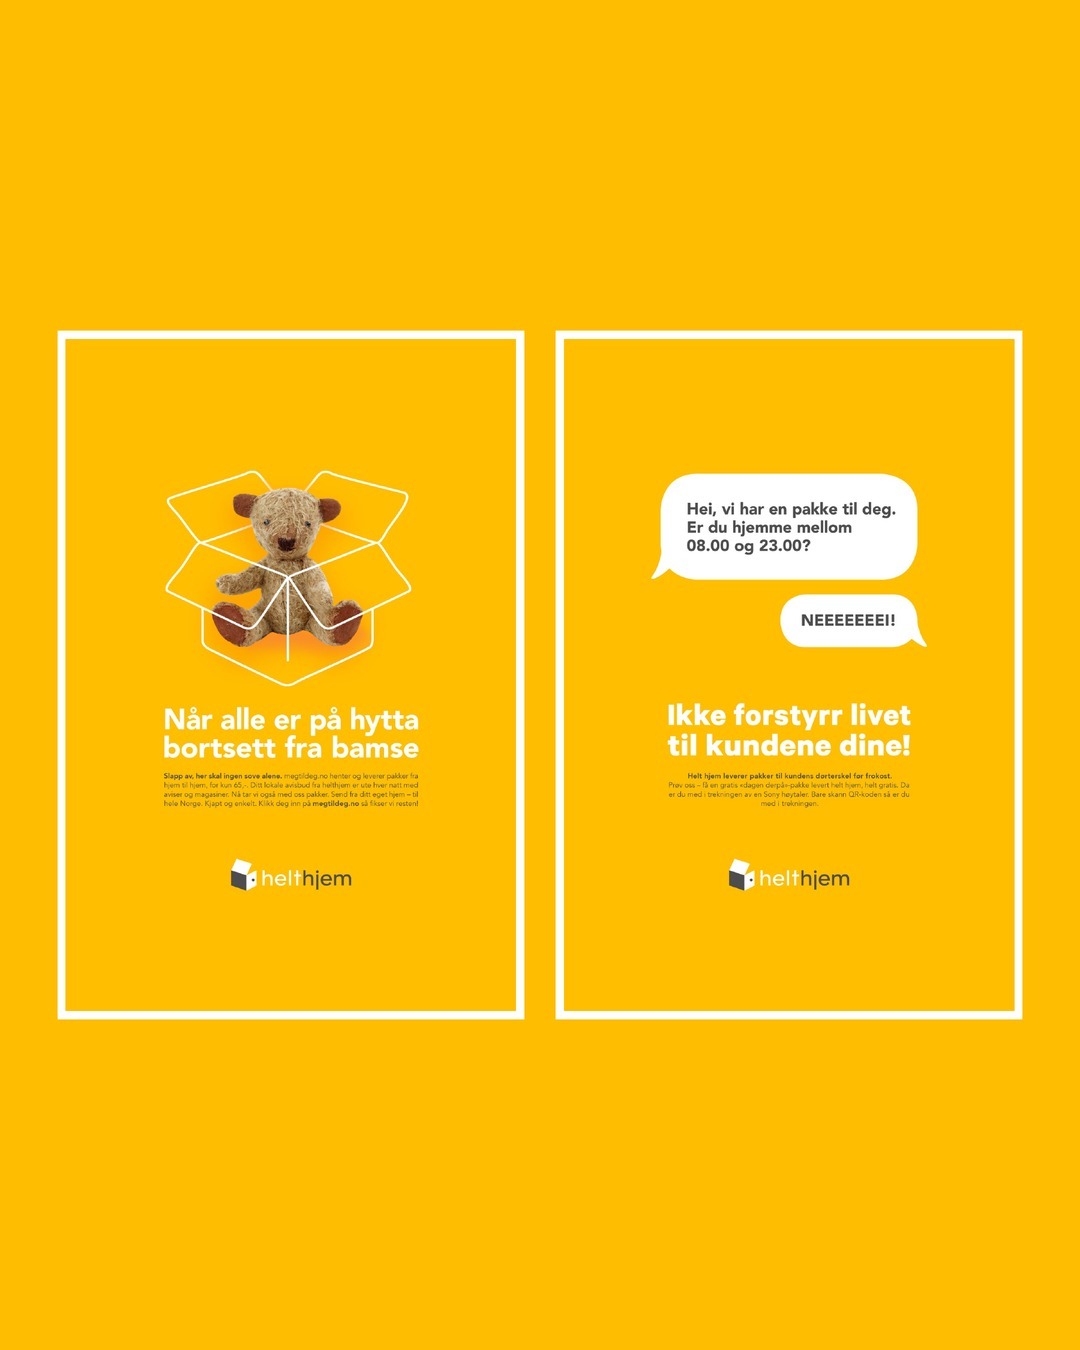 Når alle er på hytta
bortsett fra bamse
Slapp av, her skal ingen sove alene. megtildeg.no henter og leverer pakker fra
hjem til hjem, for kun 65,-. Ditt lokale avisbud fra helthjem er ute hver natt med
aviser og magasiner. Nå tar vi også med oss pakker. Send fra ditt eget hjem – til
hele Norge. Kjapt og enkelt. Klikk deg inn på megtildeg.no så fikser vi resten!
helthjem
Hei, vi har en pakke til deg.
Er du hjemme mellom
08.00 og 23.00?
NEEEEEEEI!
Ikke forstyrr livet
til kundene dine!
Helt hjem leverer pakker til kundens dørterskel før frokost.
Prøv oss – få en gratis «dagen derpå»-pakke levert helt hjem, helt gratis. Da
er du med i trekningen av en Sony høytaler. Bare skann QR-koden så er du
med i trekningen.
helthjem